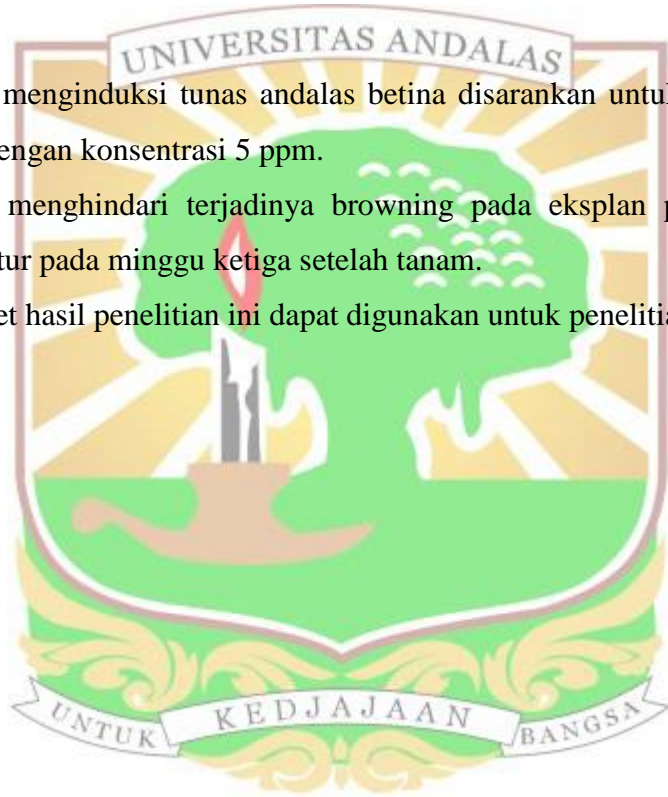 UNIVERSITAS ANDALAS
menginduksi tunas andalas betina disarankan untuk
engan konsentrasi 5 ppm.
menghindari terjadinya browning pada eksplan p
tur pada minggu ketiga setelah tanam.
et hasil penelitian ini dapat digunakan untuk penelitia
UNTUK KEDJAJAAN BANGSA